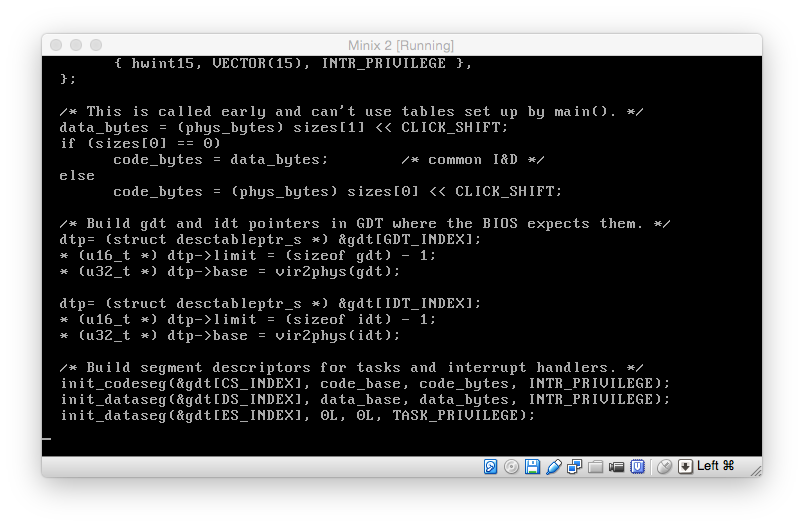 Minix 2 [Running]
{ hwint15, VECTOR(15), INTR_PRIVILEGE },
};
/* This is called early and can't use tables set up by main(). */
data_bytes = (phys_bytes) sizes[1] << CLICK_SHIFT;
if (sizes[0] == 0)
code_bytes = data_bytes; /* common I&D */
else
code_bytes = (phys_bytes) sizes[0] << CLICK_SHIFT;
/* Build gdt and idt pointers in GDT where the BIOS expects them. */
dtp= (struct desctableptr_s *) &gdt[GDT_INDEX];
* (u16_t *) dtp->limit = (sizeof gdt) - 1;
* (u32_t *) dtp->base = vir2phys(gdt);
dtp= (struct desctableptr_s *) &gdt[IDT_INDEX];
* (u16_t *) dtp->limit = (sizeof idt) - 1;
* (u32_t *) dtp->base = vir2phys(idt);
/* Build segment descriptors for tasks and interrupt handlers. */
init_codeseg(&gdt[CS_INDEX], code_base, code_bytes, INTR_PRIVILEGE);
init_dataseg(&gdt[DS_INDEX], data_base, data_bytes, INTR_PRIVILEGE);
init_dataseg(&gdt[ES_INDEX], 0L, 0L, TASK_PRIVILEGE);
Left ⌘